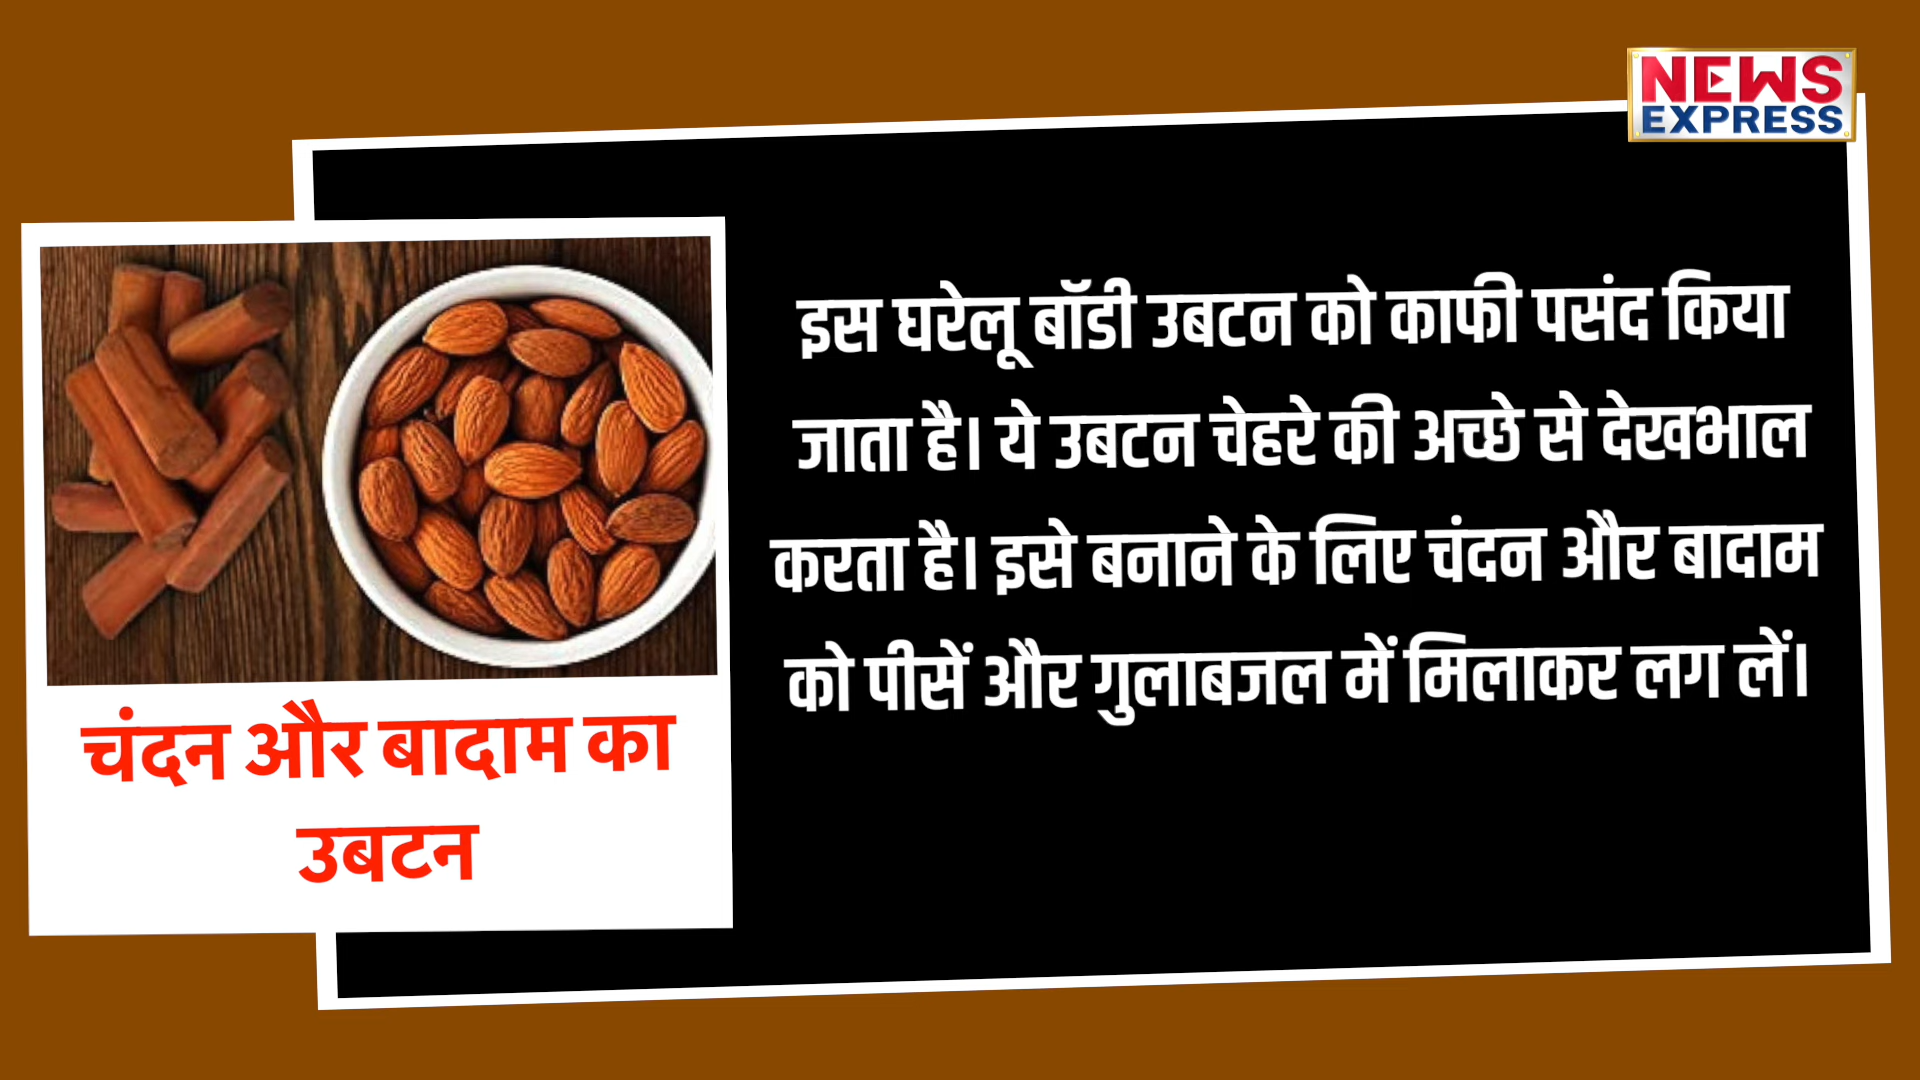 NEWS
EXPRESS
इस घरेलू बॉडी उबटन को काफी पसंद किया
जाता है। ये उबटन चेहरे की अच्छे से देखभाल
करता है। इसे बनाने के लिए चंदन और बादाम
को पीसें और गुलाबजल में मिलाकर लग लें।
चंदन और बादाम का
उबटन